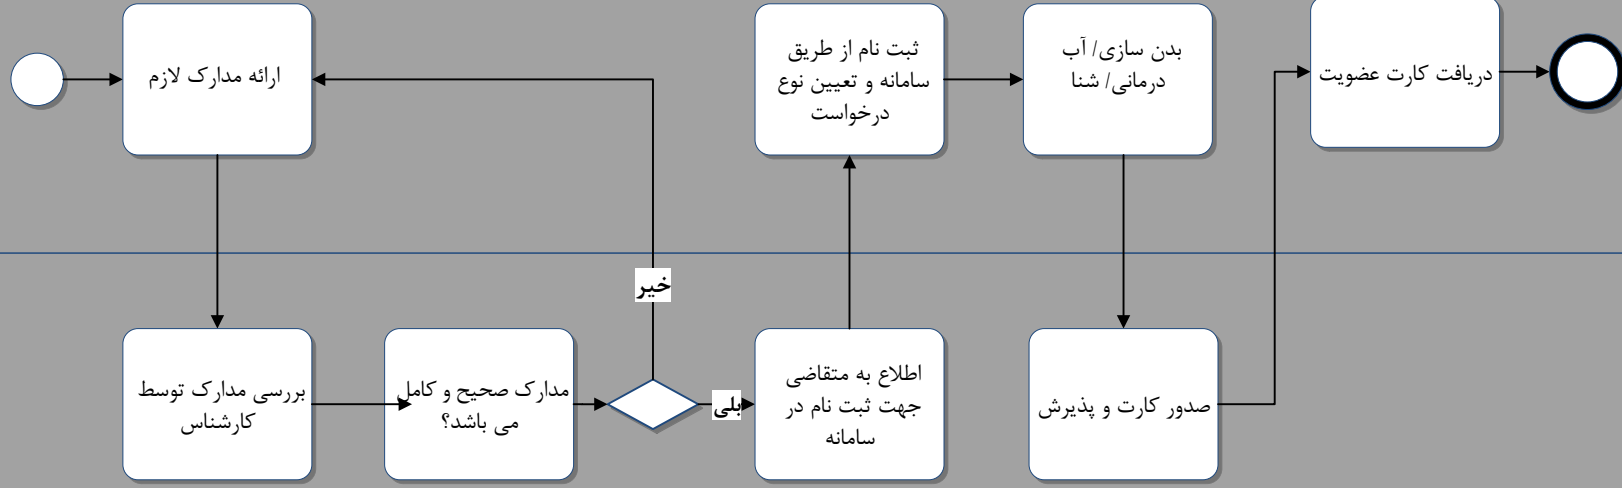 ارائه مدارک لازم
ثبت نام از طریق
سامانه و تعیین نوع
درخواست
بدن سازی/ آب
درمانی/ شنا
دریافت کارت عضویت
خیر
بررسی مدارک توسط
کارشناس
مدارک صحیح و کامل
می باشد؟
بلی
اطلاع به متقاضی
جهت ثبت نام در
سامانه
صدور کارت و پذیرش